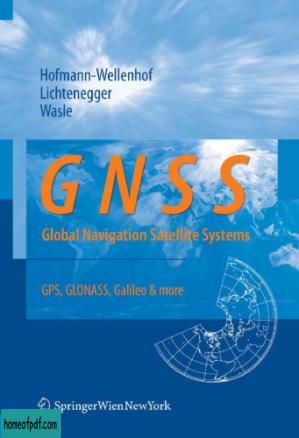 Hofmann-Wellenhof
Lichtenegger
Wasle
GNSS
Global Navigation Satellite Systems
GPS, GLONASS, Galileo & more
SpringerWienNewYork
homeofpdf.com